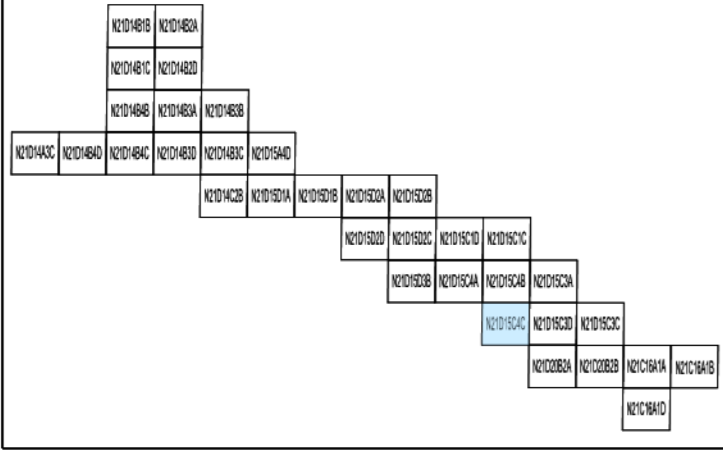 N21D14B1B N21D14B2A
N21D14B1C N21D14B2D
N21D14B4B N21D14B3A N21D14B3B
N21D14A3C N21D14B4D N21D14B4C N21D14B3D N21D14B3C N21D15A4D
N21D14C2B N21D15D1A N21D15D1B N21D15D2A N21D15D2B
N21D15D2D N21D15D2C N21D15C1D N21D15C1C
N21D15D3B N21D15C4A N21D15C4B N21D15C3A
N21D15C4C N21D15C3D N21D15C3C
N21D20B2A N21D20B2B N21C16A1A N21C16A1B
N21C16A1D